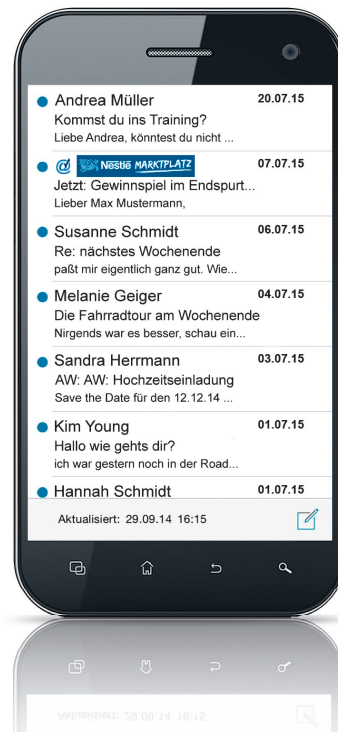 Andrea Müller 20.07.15
Kommst du ins Training?
Liebe Andrea, könntest du nicht ...
@ Nestlé MARKTPLATZ 07.07.15
Jetzt: Gewinnspiel im Endspurt...
Lieber Max Mustermann,
Susanne Schmidt 06.07.15
Re: nächstes Wochenende
paßt mir eigentlich ganz gut. Wie...
Melanie Geiger 04.07.15
Die Fahrradtour am Wochenende
Nirgends war es besser, schau ein...
Sandra Herrmann 03.07.15
AW: AW: Hochzeitseinladung
Save the Date für den 12.12.14 ...
Kim Young 01.07.15
Hallo wie gehts dir?
ich war gestern noch in der Road...
Hannah Schmidt 01.07.15
Aktualisiert: 29.09.14 16:15